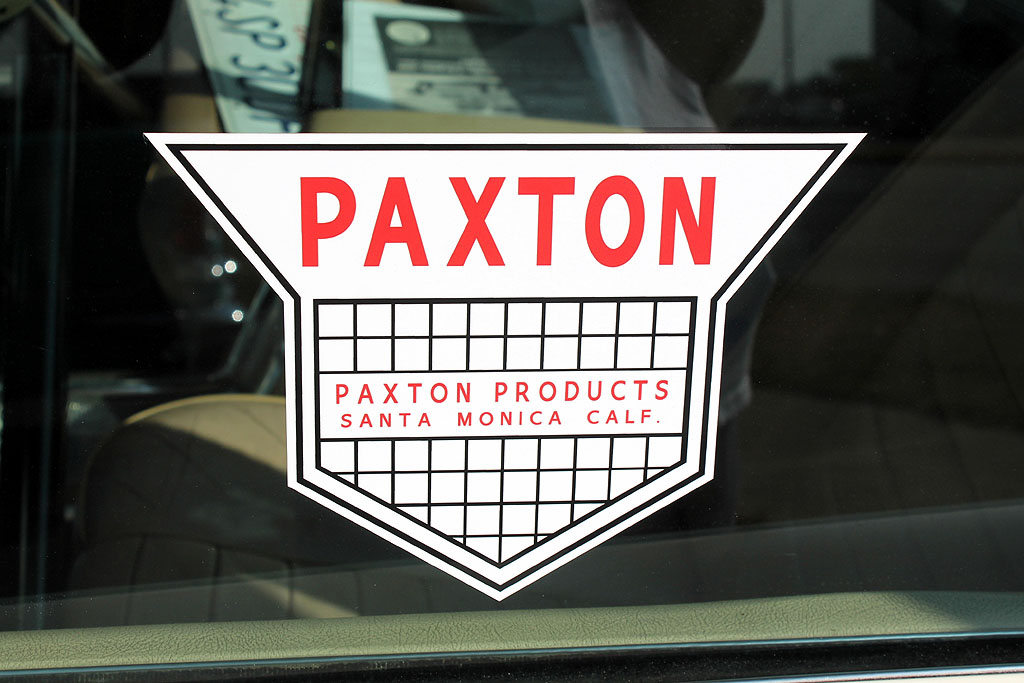 PAXTON
PAXTON PRODUCTS
SANTA MONICA CALF.